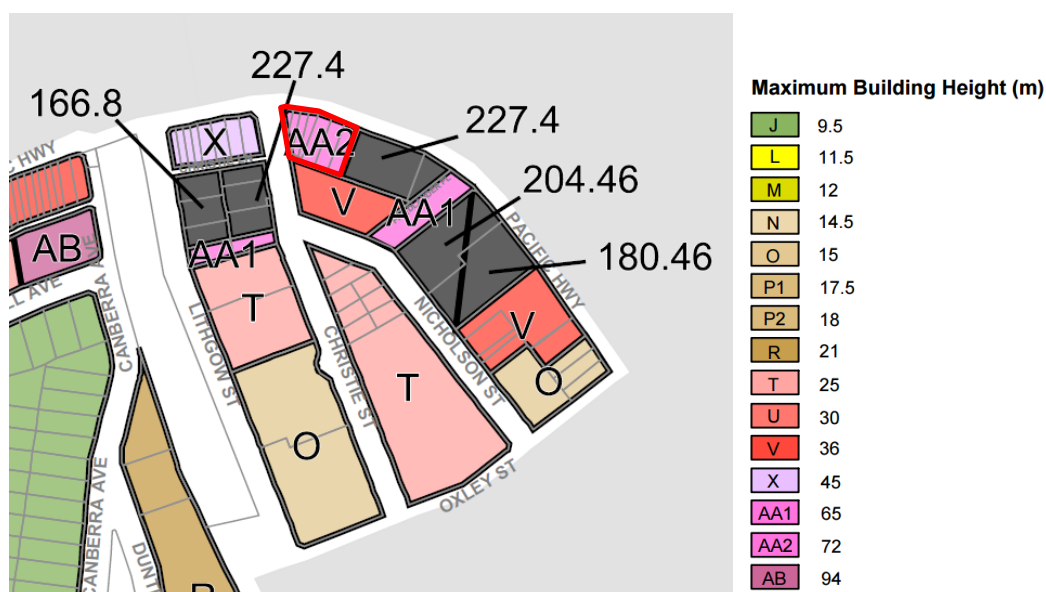 227.4
166.8
227.4
204.46
180.46
X
AA2
V
AA1
AB
AA1
T
T
V
O
O
C HWY
LL AVE
CANBERRA AVE
CANBERRA AVE
LITHGOW ST
CHRISTIE ST
NICHOLSON ST
PACIFIC HWY
OXLEY ST
Maximum Building Height (m)
J 9.5
L 11.5
M 12
N 14.5
O 15
P1 17.5
P2 18
R 21
T 25
U 30
V 36
X 45
AA1 65
AA2 72
AB 94